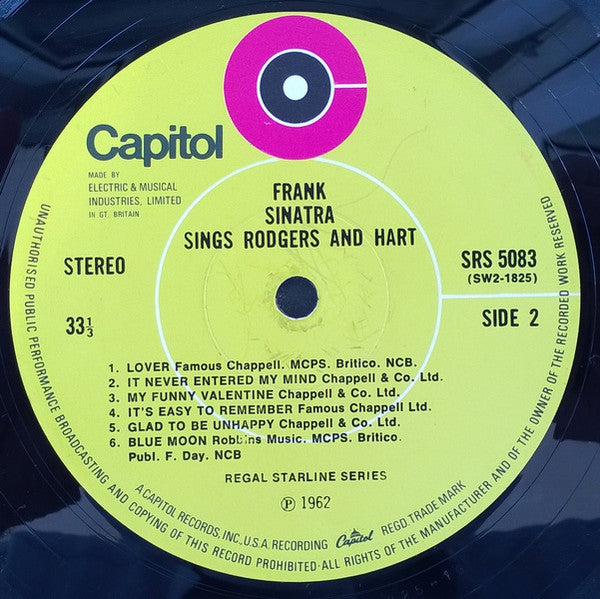 Capitol
MADE BY
ELECTRIC & MUSICAL
INDUSTRIES, LIMITED
IN GT. BRITAIN
FRANK
SINATRA
SINGS RODGERS AND HART
STEREO
SRS 5083
(SW2-1825)
33⅓
SIDE 2
1. LOVER Famous Chappell. MCPS. Britico. NCB.
2. IT NEVER ENTERED MY MIND Chappell & Co. Ltd.
3. MY FUNNY VALENTINE Chappell & Co. Ltd.
4. IT'S EASY TO REMEMBER Famous Chappell Ltd.
5. GLAD TO BE UNHAPPY Chappell & Co. Ltd.
6. BLUE MOON Robbins Music. MCPS. Britico.
Publ. F. Day. NCB
REGAL STARLINE SERIES
Ⓟ 1962
A CAPITOL RECORDS, INC., U.S.A. RECORDING Capitol REGD. TRADE MARK
UNAUTHORISED PUBLIC PERFORMANCE BROADCASTING AND COPYING OF THIS RECORD PROHIBITED · ALL RIGHTS OF THE MANUFACTURER AND OF THE OWNER OF THE RECORDED WORK RESERVED